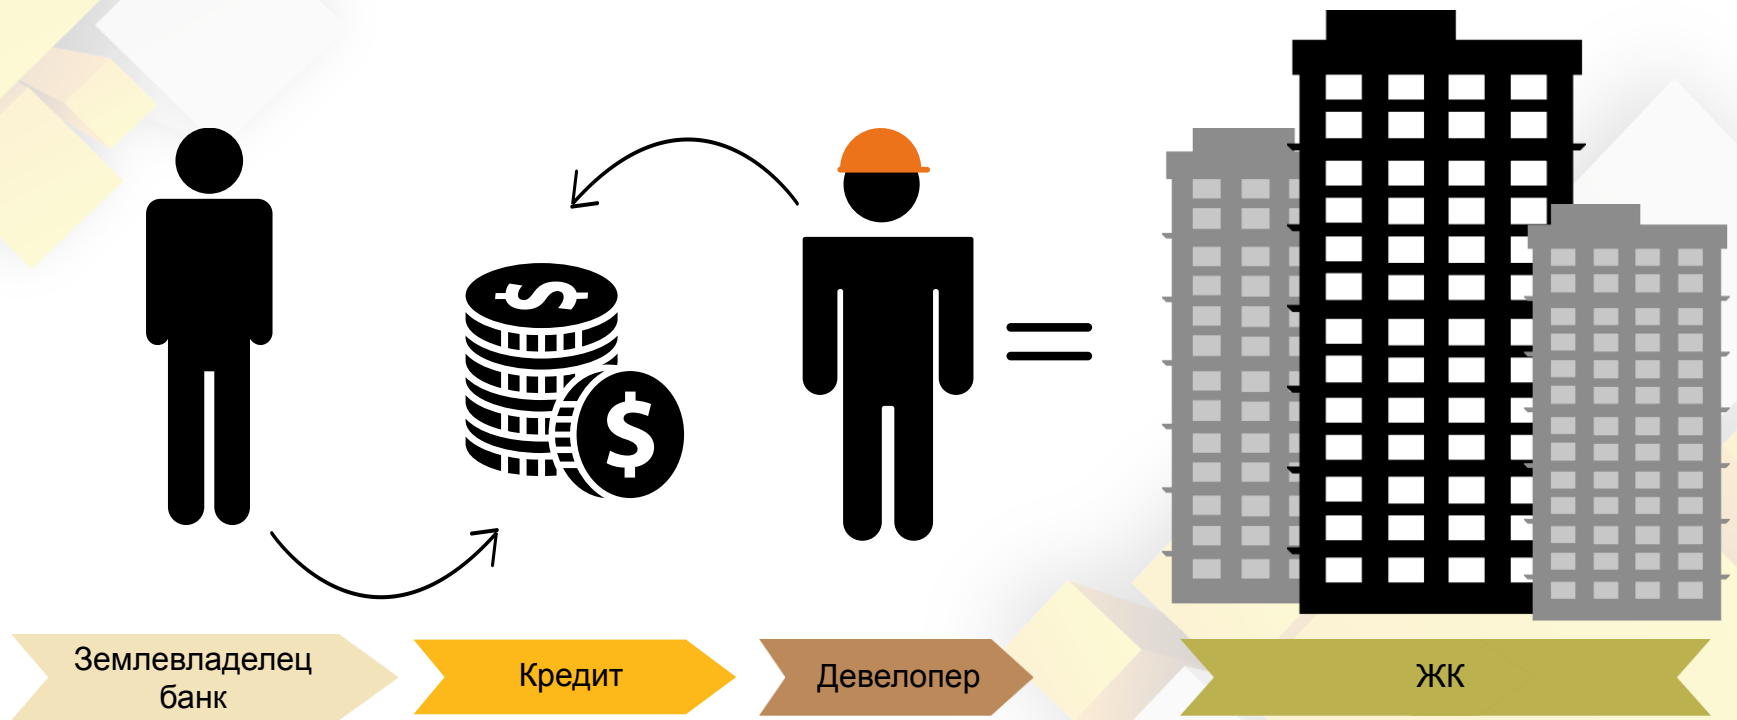 $
$
Землевладелец
банк
Кредит
Девелопер
ЖК